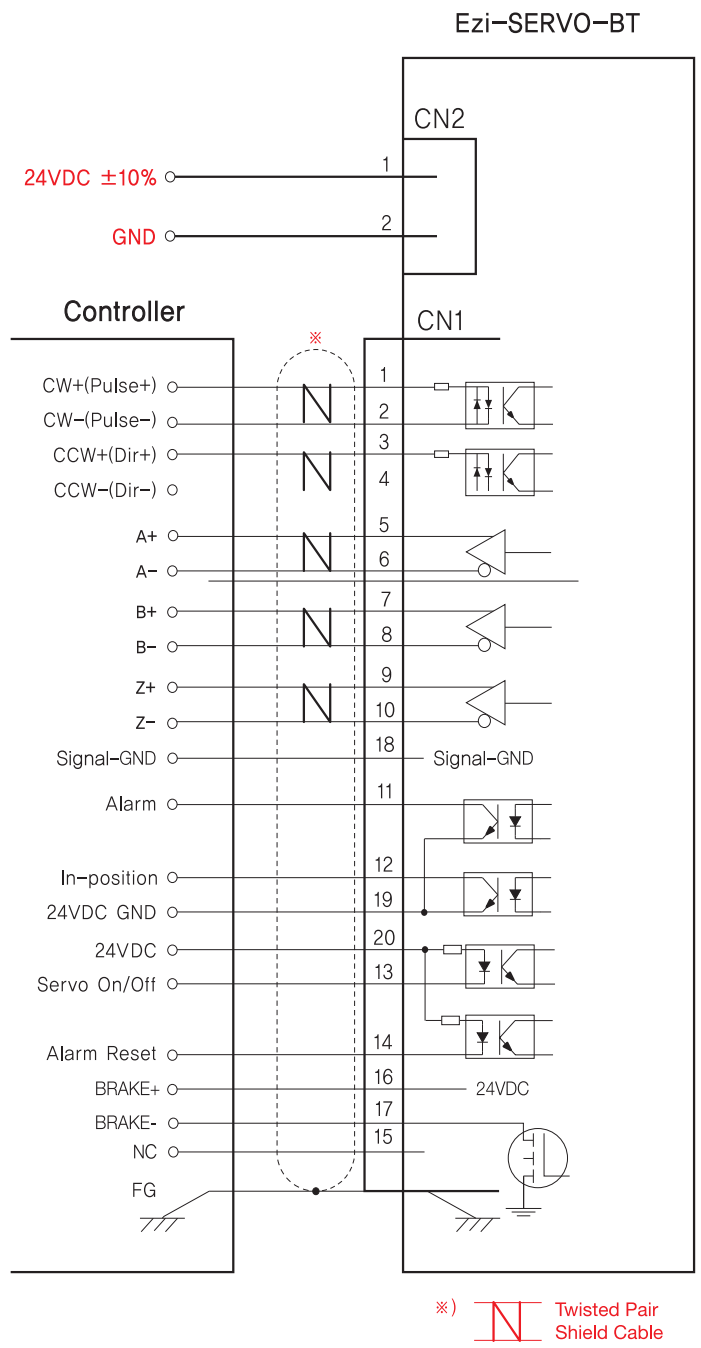 Ezi-SERVO-BT
CN2
24VDC ±10%
1
GND
2
Controller
CN1
※
CW+(Pulse+)
1
CW-(Pulse-)
2
CCW+(Dir+)
3
CCW-(Dir-)
4
A+
5
A-
6
B+
7
B-
8
Z+
9
Z-
10
Signal-GND
18
Signal-GND
Alarm
11
In-position
12
24VDC GND
19
24VDC
20
Servo On/Off
13
Alarm Reset
14
BRAKE+
16
24VDC
BRAKE-
17
NC
15
FG
※) Twisted Pair
Shield Cable